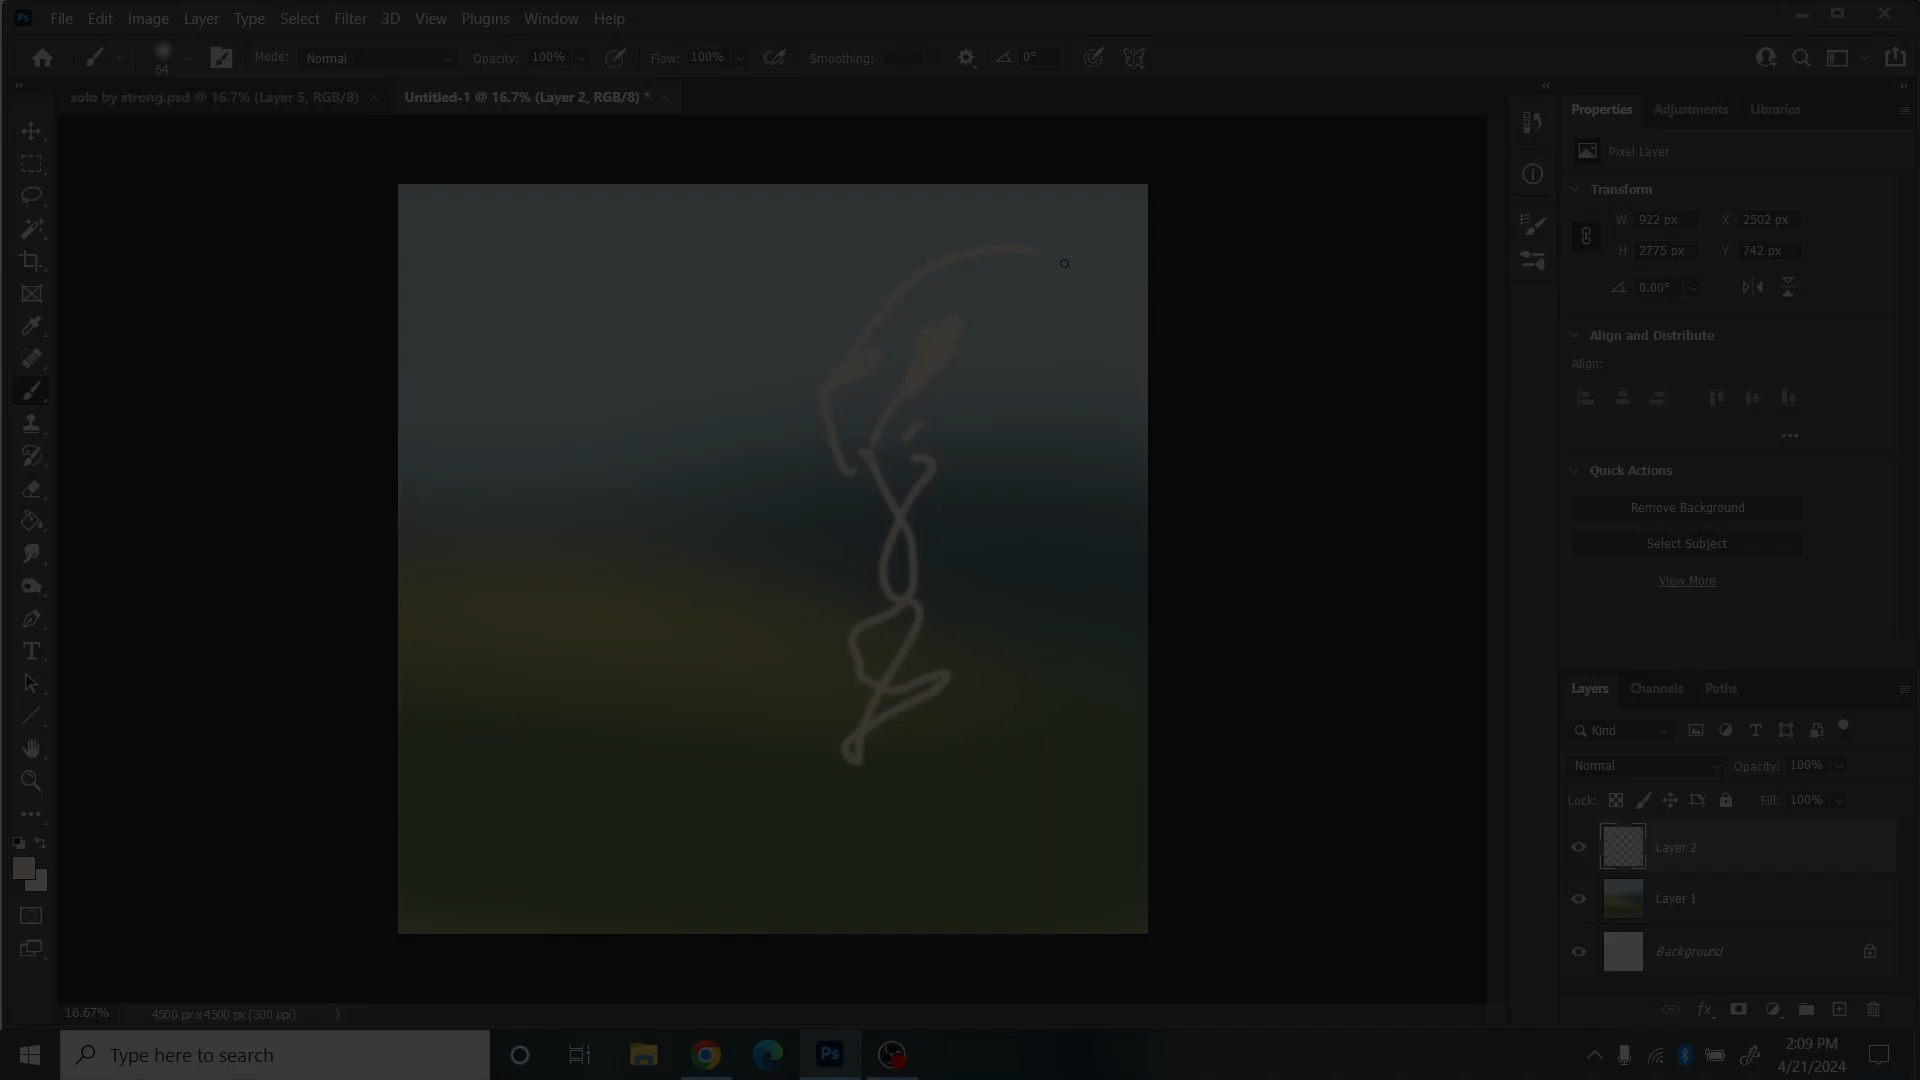 Ps File Edit Image Layer Type Select Filter 3D View Plugins Window Help
64 Mode: Normal Opacity: 100% Flow: 100% Smoothing: 0°
solo by strong.psd @ 16.7% (Layer 5, RGB/8) Untitled-1 @ 16.7% (Layer 2, RGB/8) *
Properties Adjustments Libraries
Pixel Layer
Transform
W 922 px X 2502 px
H 2775 px Y 742 px
0.00°
Align and Distribute
Align:
Quick Actions
Remove Background
Select Subject
View More
Layers Channels Paths
Kind
Normal Opacity: 100%
Lock: Fill: 100%
Layer 2
Layer 1
Background
fx
16.67% 4500 px x 4500 px (300 ppi)
Type here to search
Ps
2:09 PM
4/21/2024